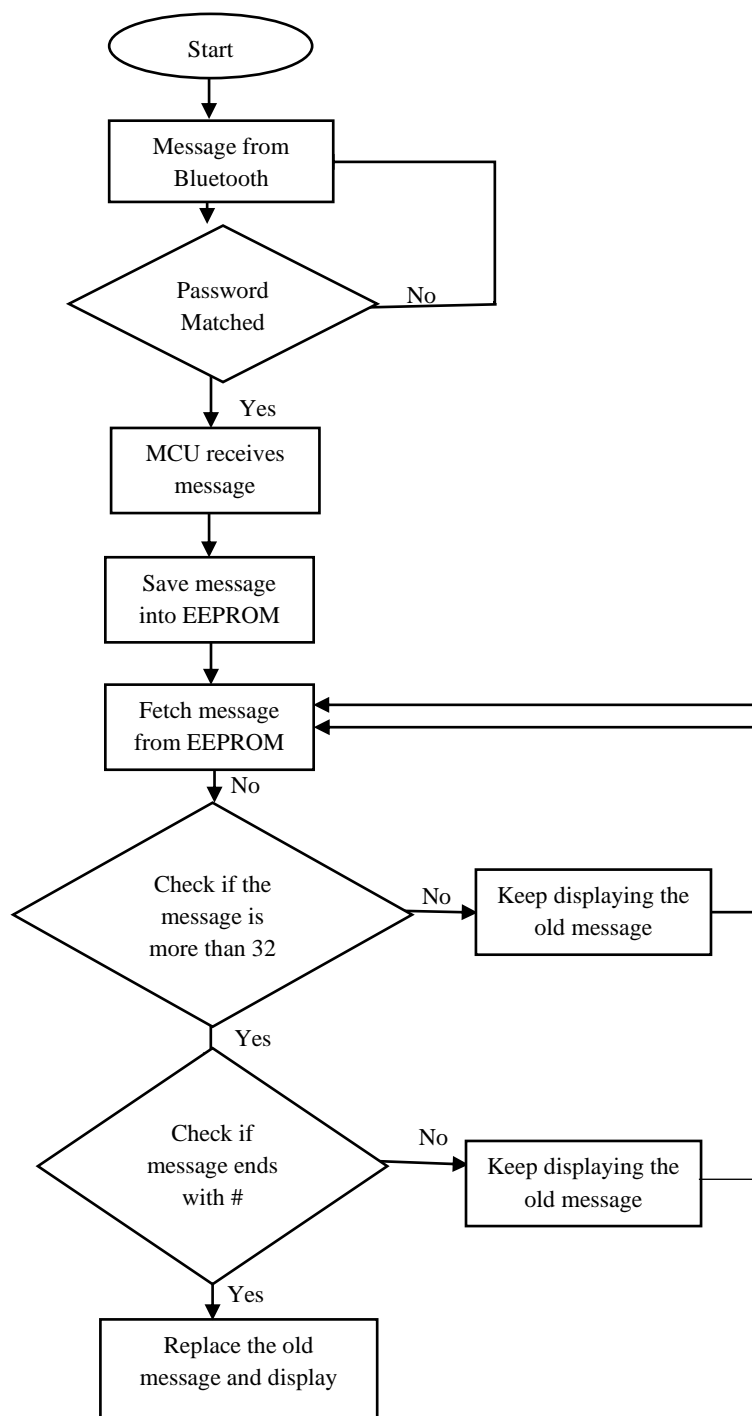 Start
Message from
Bluetooth
Password
Matched
No
Yes
MCU receives
message
Save message
into EEPROM
Fetch message
from EEPROM
No
Check if the
message is
more than 32
No
Keep displaying the
old message
Yes
Check if
message ends
with #
No
Keep displaying the
old message
Yes
Replace the old
message and display